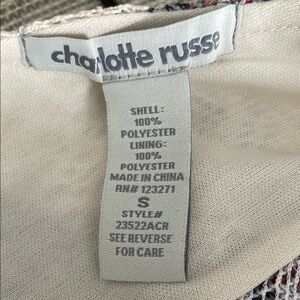 charlotte russe
SHELL:
100%
POLYESTER
LINING:
100%
POLYESTER
MADE IN CHINA
RN# 123271
S
STYLE#
23522ACR
SEE REVERSE
FOR CARE